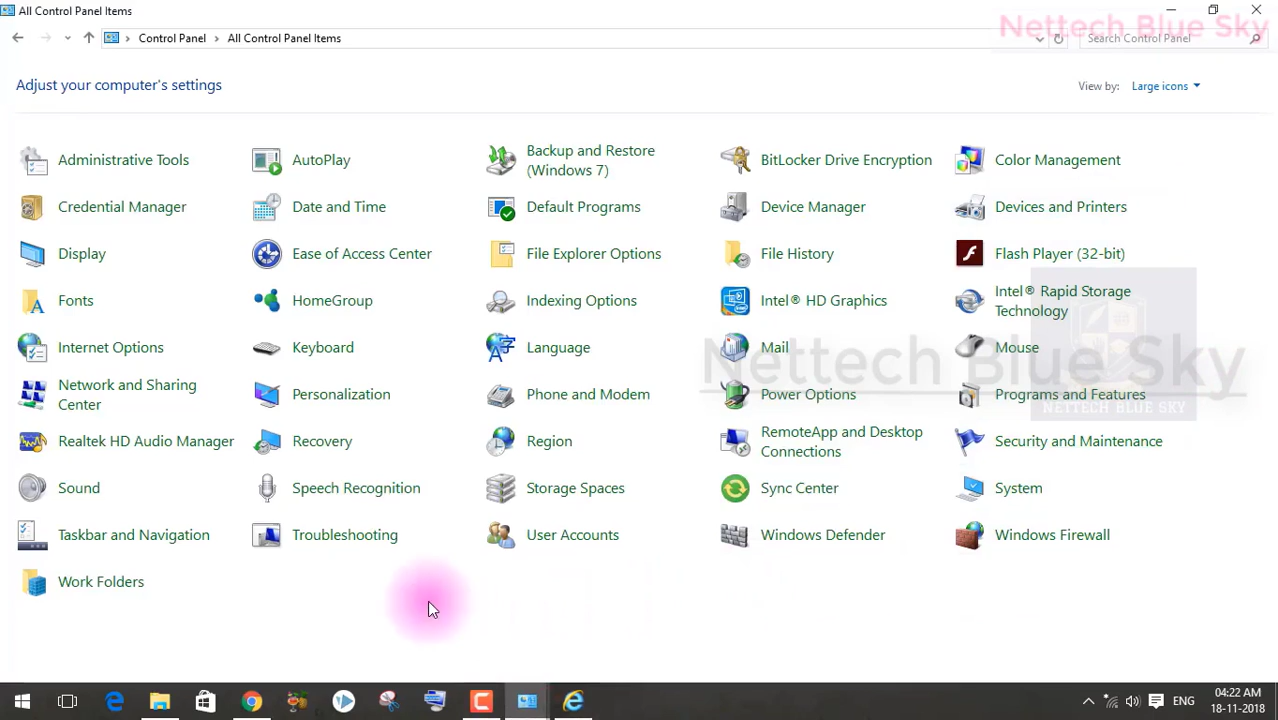 All Control Panel Items
Nettech Blue Sky
Control Panel
All Control Panel Items
Search Control Panel
Adjust your computer's settings
View by: Large icons
Administrative Tools
AutoPlay
Backup and Restore
(Windows 7)
BitLocker Drive Encryption
Color Management
Credential Manager
Date and Time
Default Programs
Device Manager
Devices and Printers
Display
Ease of Access Center
File Explorer Options
File History
Flash Player (32-bit)
Fonts
HomeGroup
Indexing Options
Intel® HD Graphics
Intel® Rapid Storage
Technology
Internet Options
Keyboard
Language
Mail
Mouse
Nettech Blue Sky
Network and Sharing
Center
Personalization
Phone and Modem
Power Options
Programs and Features
NETTECH BLUE SKY
Realtek HD Audio Manager
Recovery
Region
RemoteApp and Desktop
Connections
Security and Maintenance
Sound
Speech Recognition
Storage Spaces
Sync Center
System
Taskbar and Navigation
Troubleshooting
User Accounts
Windows Defender
Windows Firewall
Work Folders
ENG
04:22 AM
18-11-2018